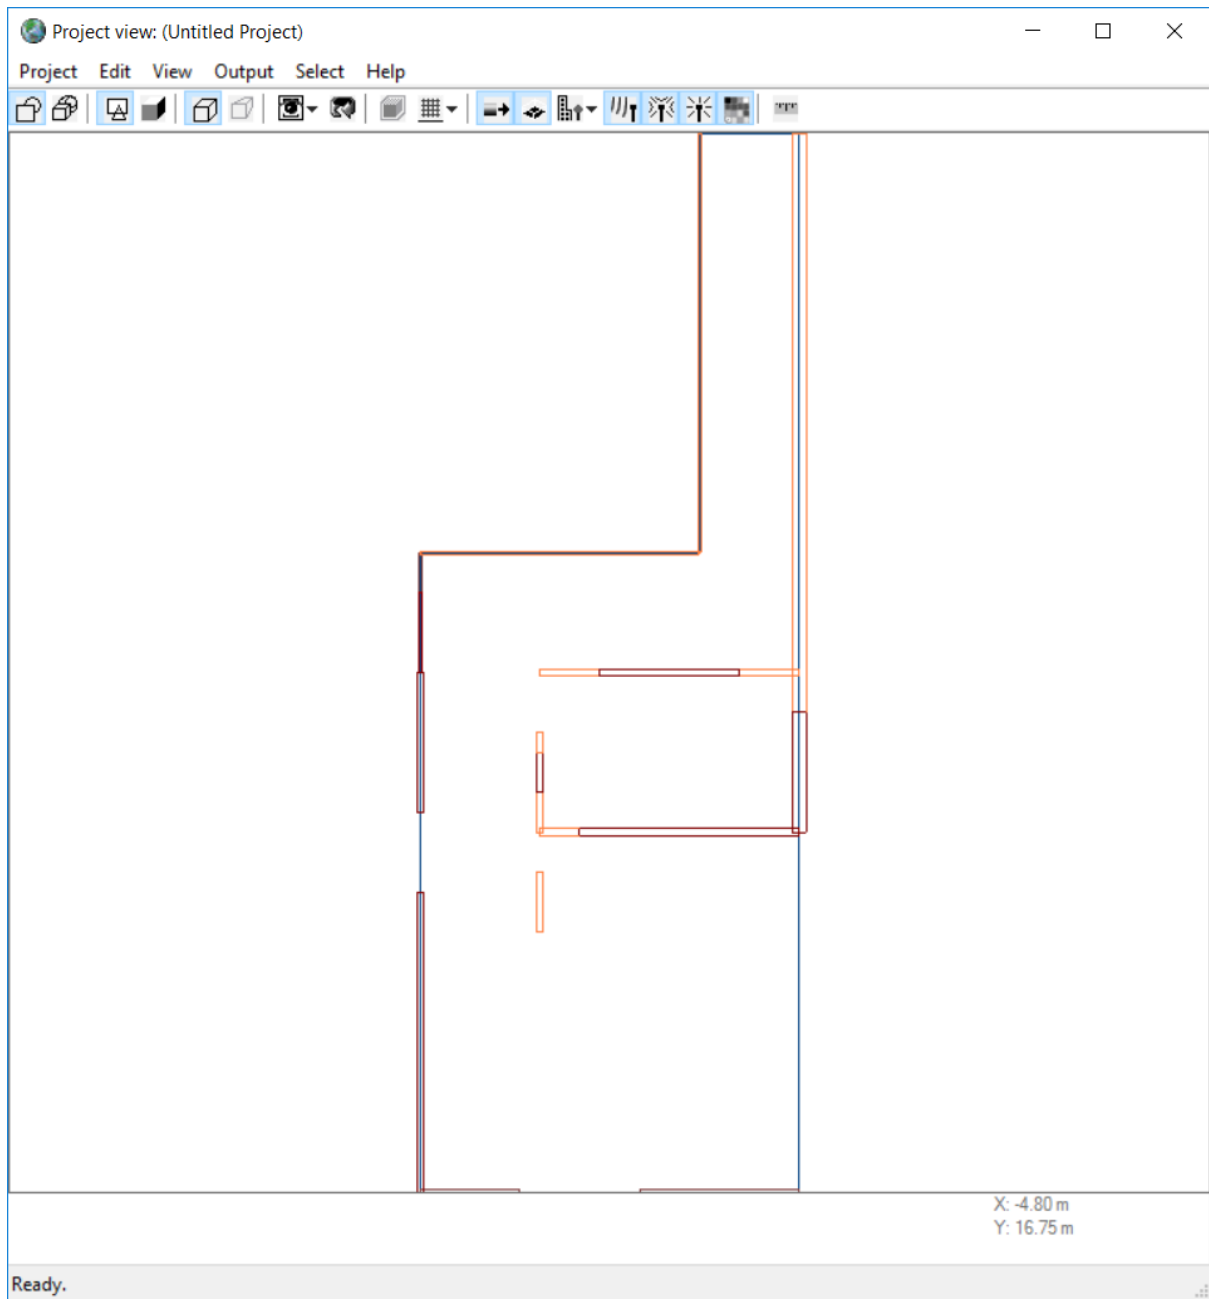 Project view: (Untitled Project)
Project Edit View Output Select Help
X: -4.80 m
Y: 16.75 m
Ready.